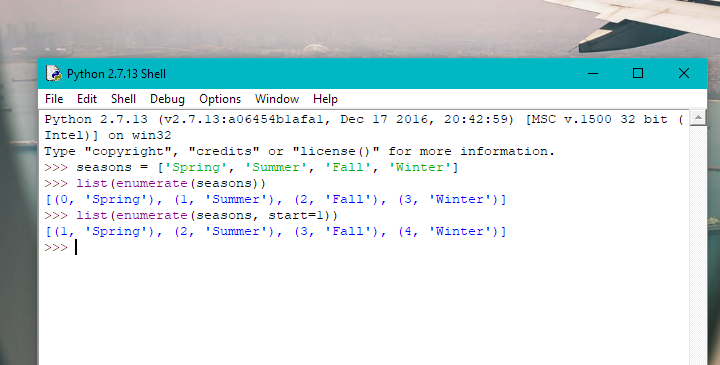 Python 2.7.13 Shell
File Edit Shell Debug Options Window Help
Python 2.7.13 (v2.7.13:a06454b1afa1, Dec 17 2016, 20:42:59) [MSC v.1500 32 bit (
Intel)] on win32
Type "copyright", "credits" or "license()" for more information.
>>> seasons = ['Spring', 'Summer', 'Fall', 'Winter']
>>> list(enumerate(seasons))
[(0, 'Spring'), (1, 'Summer'), (2, 'Fall'), (3, 'Winter')]
>>> list(enumerate(seasons, start=1))
[(1, 'Spring'), (2, 'Summer'), (3, 'Fall'), (4, 'Winter')]
>>>